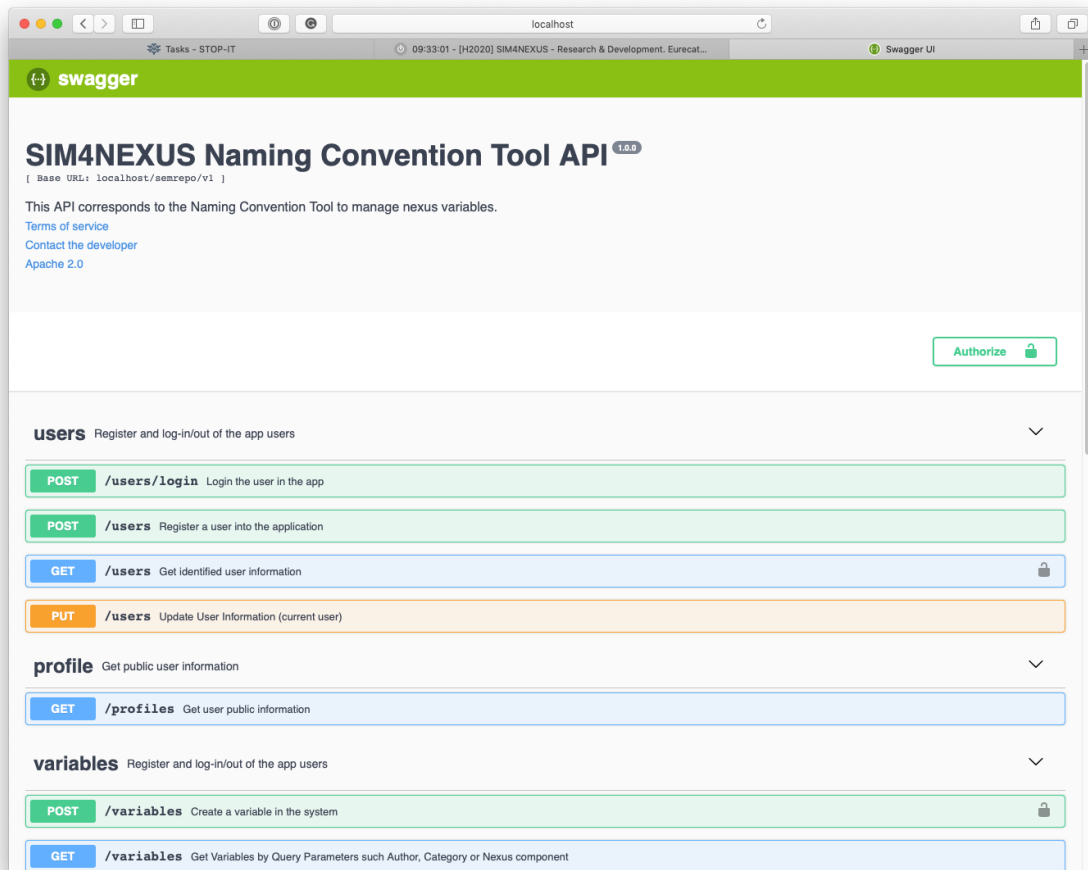 localhost
Tasks - STOP-IT
09:33:01 - [H2020] SIM4NEXUS - Research & Development. Eurecat...
Swagger UI
swagger
SIM4NEXUS Naming Convention Tool API 1.0.0
[ Base URL: localhost/semrepo/v1 ]
This API corresponds to the Naming Convention Tool to manage nexus variables.
Terms of service
Contact the developer
Apache 2.0
Authorize
users Register and log-in/out of the app users
POST /users/login Login the user in the app
POST /users Register a user into the application
GET /users Get identified user information
PUT /users Update User Information (current user)
profile Get public user information
GET /profiles Get user public information
variables Register and log-in/out of the app users
POST /variables Create a variable in the system
GET /variables Get Variables by Query Parameters such Author, Category or Nexus component